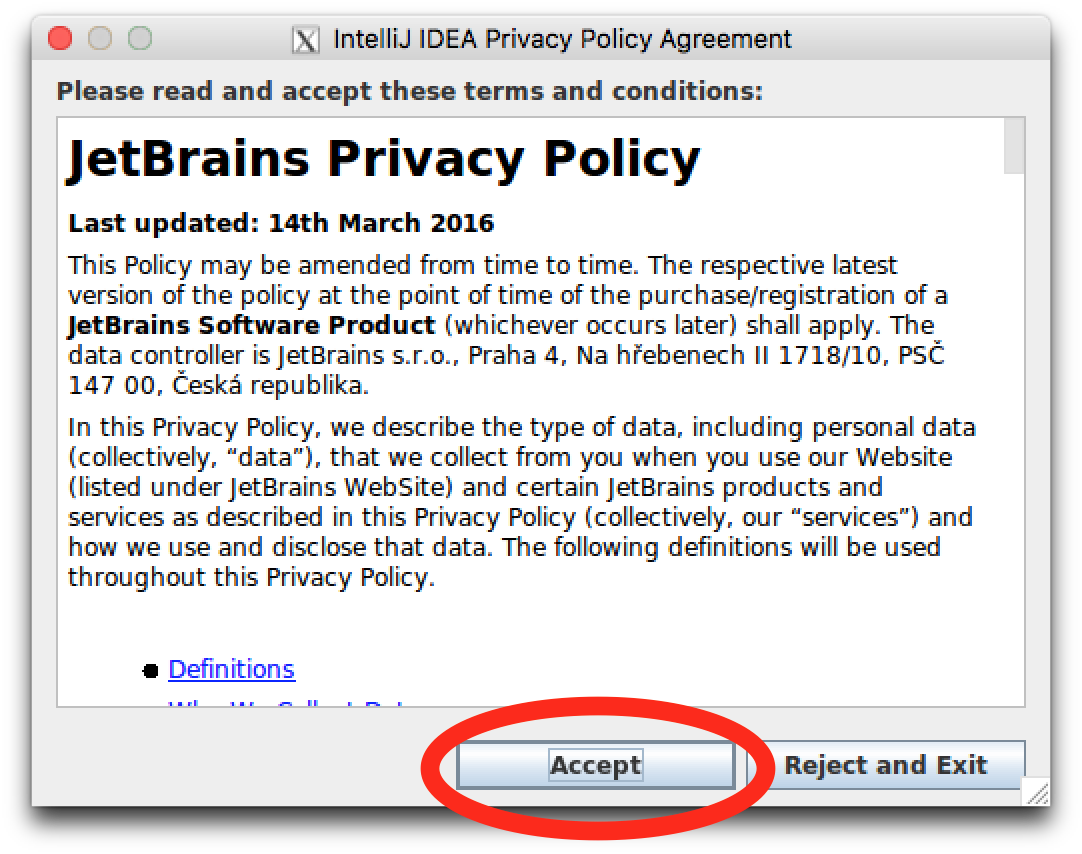 IntelliJ IDEA Privacy Policy Agreement
Please read and accept these terms and conditions:
JetBrains Privacy Policy
Last updated: 14th March 2016
This Policy may be amended from time to time. The respective latest
version of the policy at the point of time of the purchase/registration of a
JetBrains Software Product (whichever occurs later) shall apply. The
data controller is JetBrains s.r.o., Praha 4, Na hřebenech II 1718/10, PSČ
147 00, Česká republika.
In this Privacy Policy, we describe the type of data, including personal data
(collectively, “data”), that we collect from you when you use our Website
(listed under JetBrains WebSite) and certain JetBrains products and
services as described in this Privacy Policy (collectively, our “services”) and
how we use and disclose that data. The following definitions will be used
throughout this Privacy Policy.
Definitions
Accept
Reject and Exit